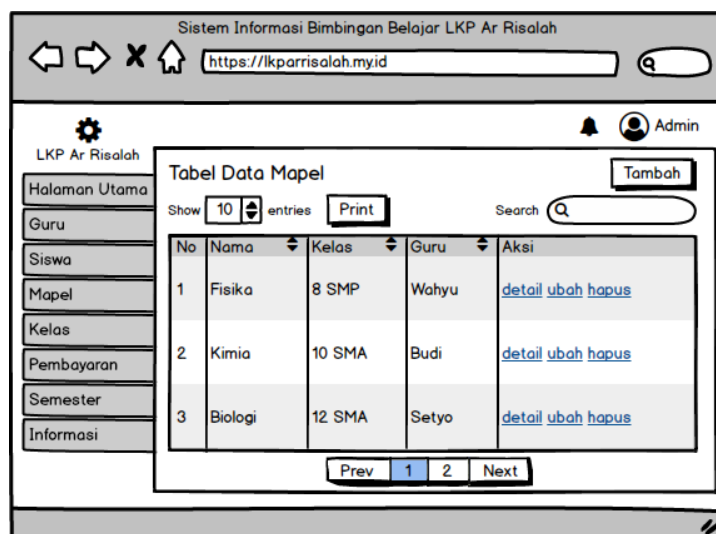 Sistem Informasi Bimbingan Belajar LKP Ar Risalah
https://lkparrisalah.my.id
Admin
LKP Ar Risalah
Halaman Utama
Guru
Siswa
Mapel
Kelas
Pembayaran
Semester
Informasi
Tabel Data Mapel
Tambah
Show 10 entries Print Search
No Nama Kelas Guru Aksi
1 Fisika 8 SMP Wahyu detail ubah hapus
2 Kimia 10 SMA Budi detail ubah hapus
3 Biologi 12 SMA Setyo detail ubah hapus
Prev 1 2 Next